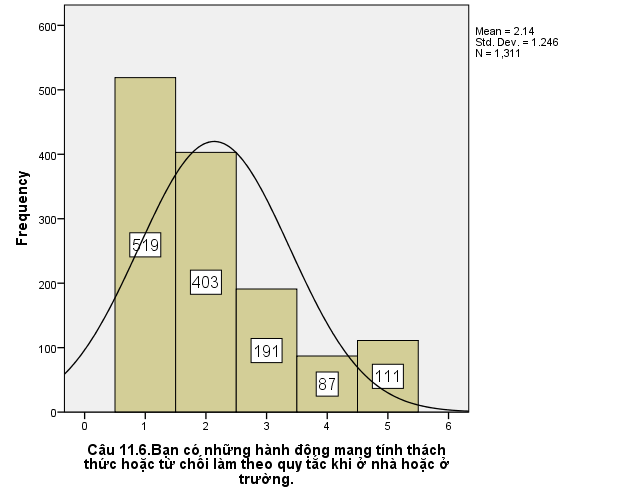 Mean = 2.14
Std. Dev. = 1.246
N = 1,311
600
500
400
300
200
100
0
Frequency
519
403
191
87
111
0
1
2
3
4
5
6
Câu 11.6.Bạn có những hành động mang tính thách
thức hoặc từ chối làm theo quy tắc khi ở nhà hoặc ở
trường.